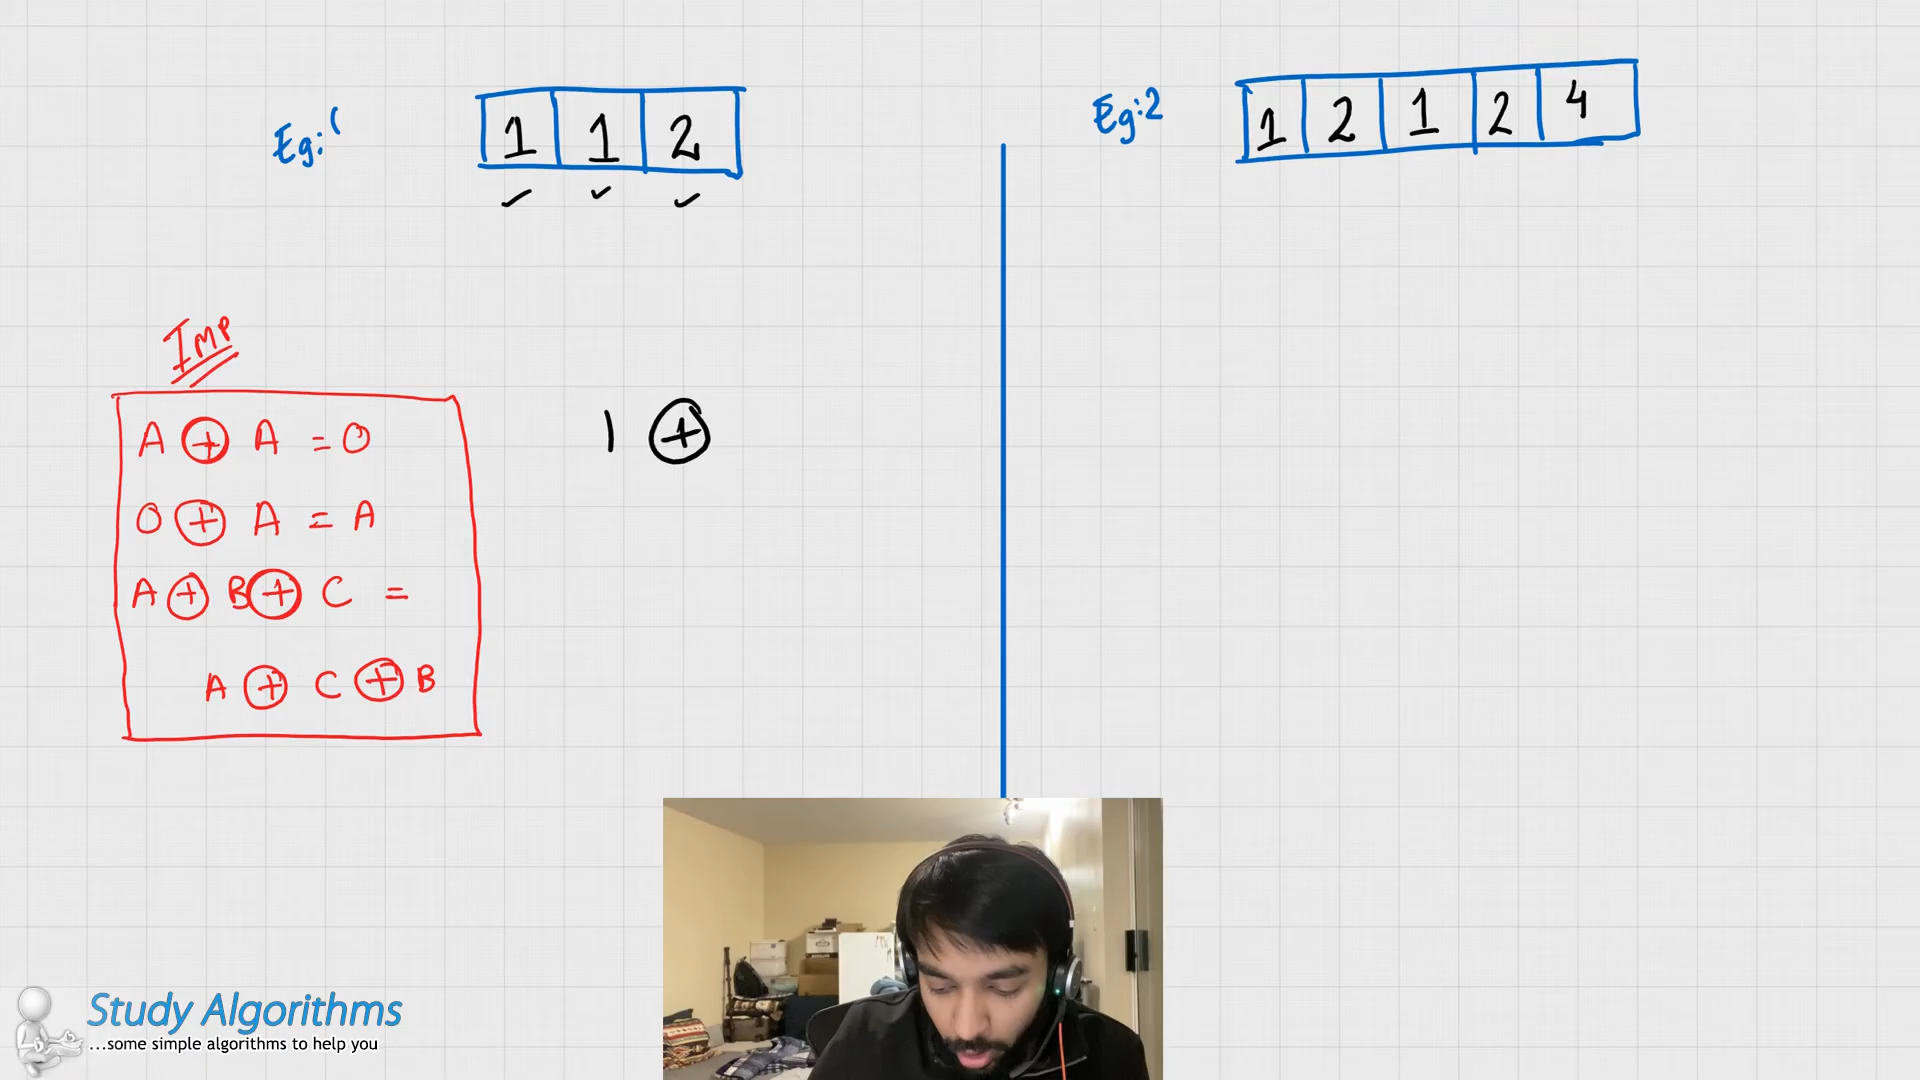 Eg:1
1 1 2
Eg:2
1 2 1 2 4
IMP
A ⊕ A = 0
0 ⊕ A = A
A ⊕ B ⊕ C =
A ⊕ C ⊕ B
1 ⊕
Study Algorithms
...some simple algorithms to help you